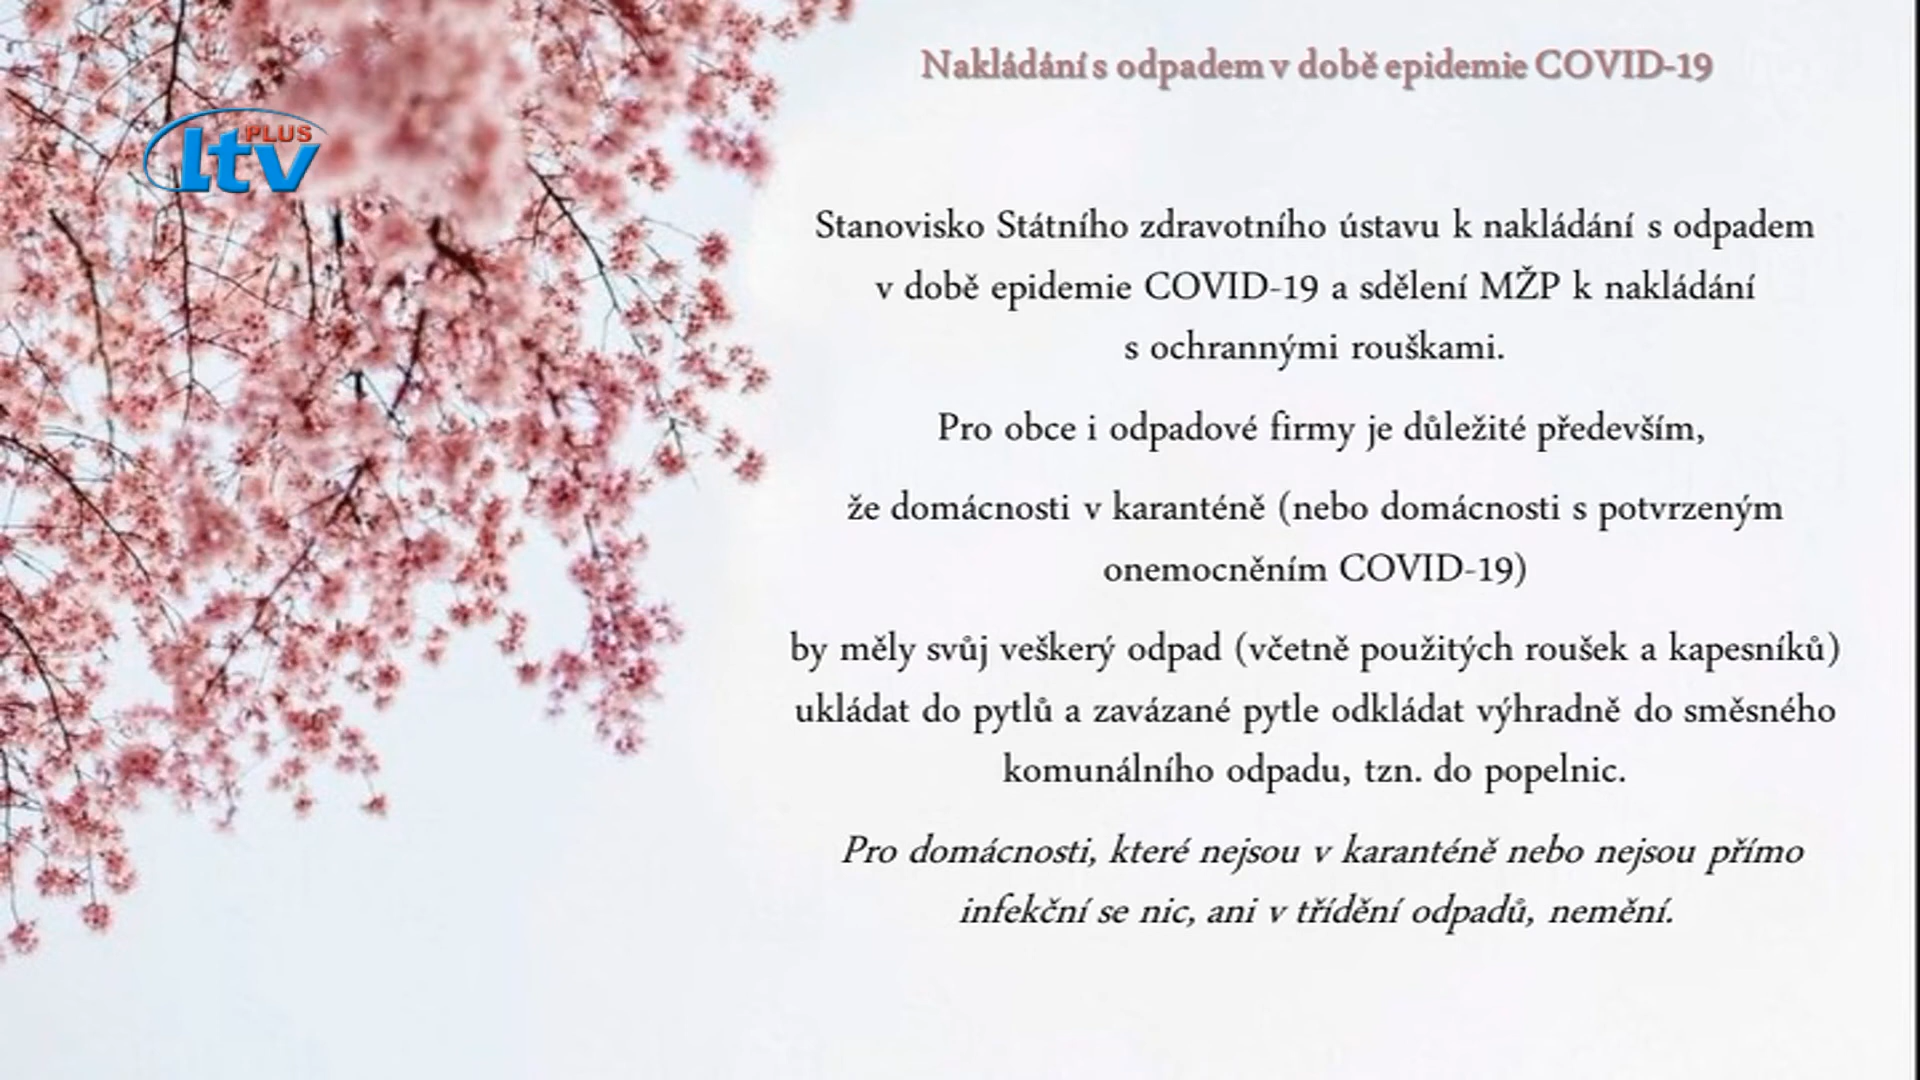 Nakládání s odpadem v době epidemie COVID-19
ltv PLUS
Stanovisko Státního zdravotního ústavu k nakládání s odpadem
v době epidemie COVID-19 a sdělení MŽP k nakládání
s ochrannými rouškami.
Pro obce i odpadové firmy je důležité především,
že domácnosti v karanténě (nebo domácnosti s potvrzeným
onemocněním COVID-19)
by měly svůj veškerý odpad (včetně použitých roušek a kapesníků)
ukládat do pytlů a zavázané pytle odkládat výhradně do směsného
komunálního odpadu, tzn. do popelnic.
Pro domácnosti, které nejsou v karanténě nebo nejsou přímo
infekční se nic, ani v třídění odpadů, nemění.